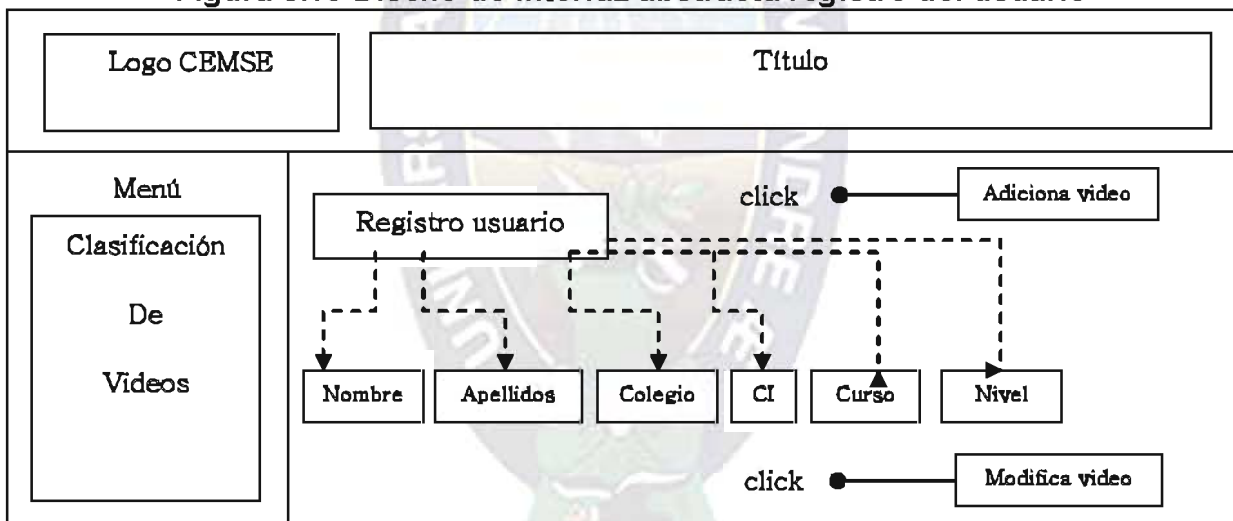 Logo CEMSE
Título
Menú
Clasificación
De
Videos
Registro usuario
click
Adiciona video
Nombre
Apellidos
Colegio
CI
Curso
Nivel
click
Modifica video